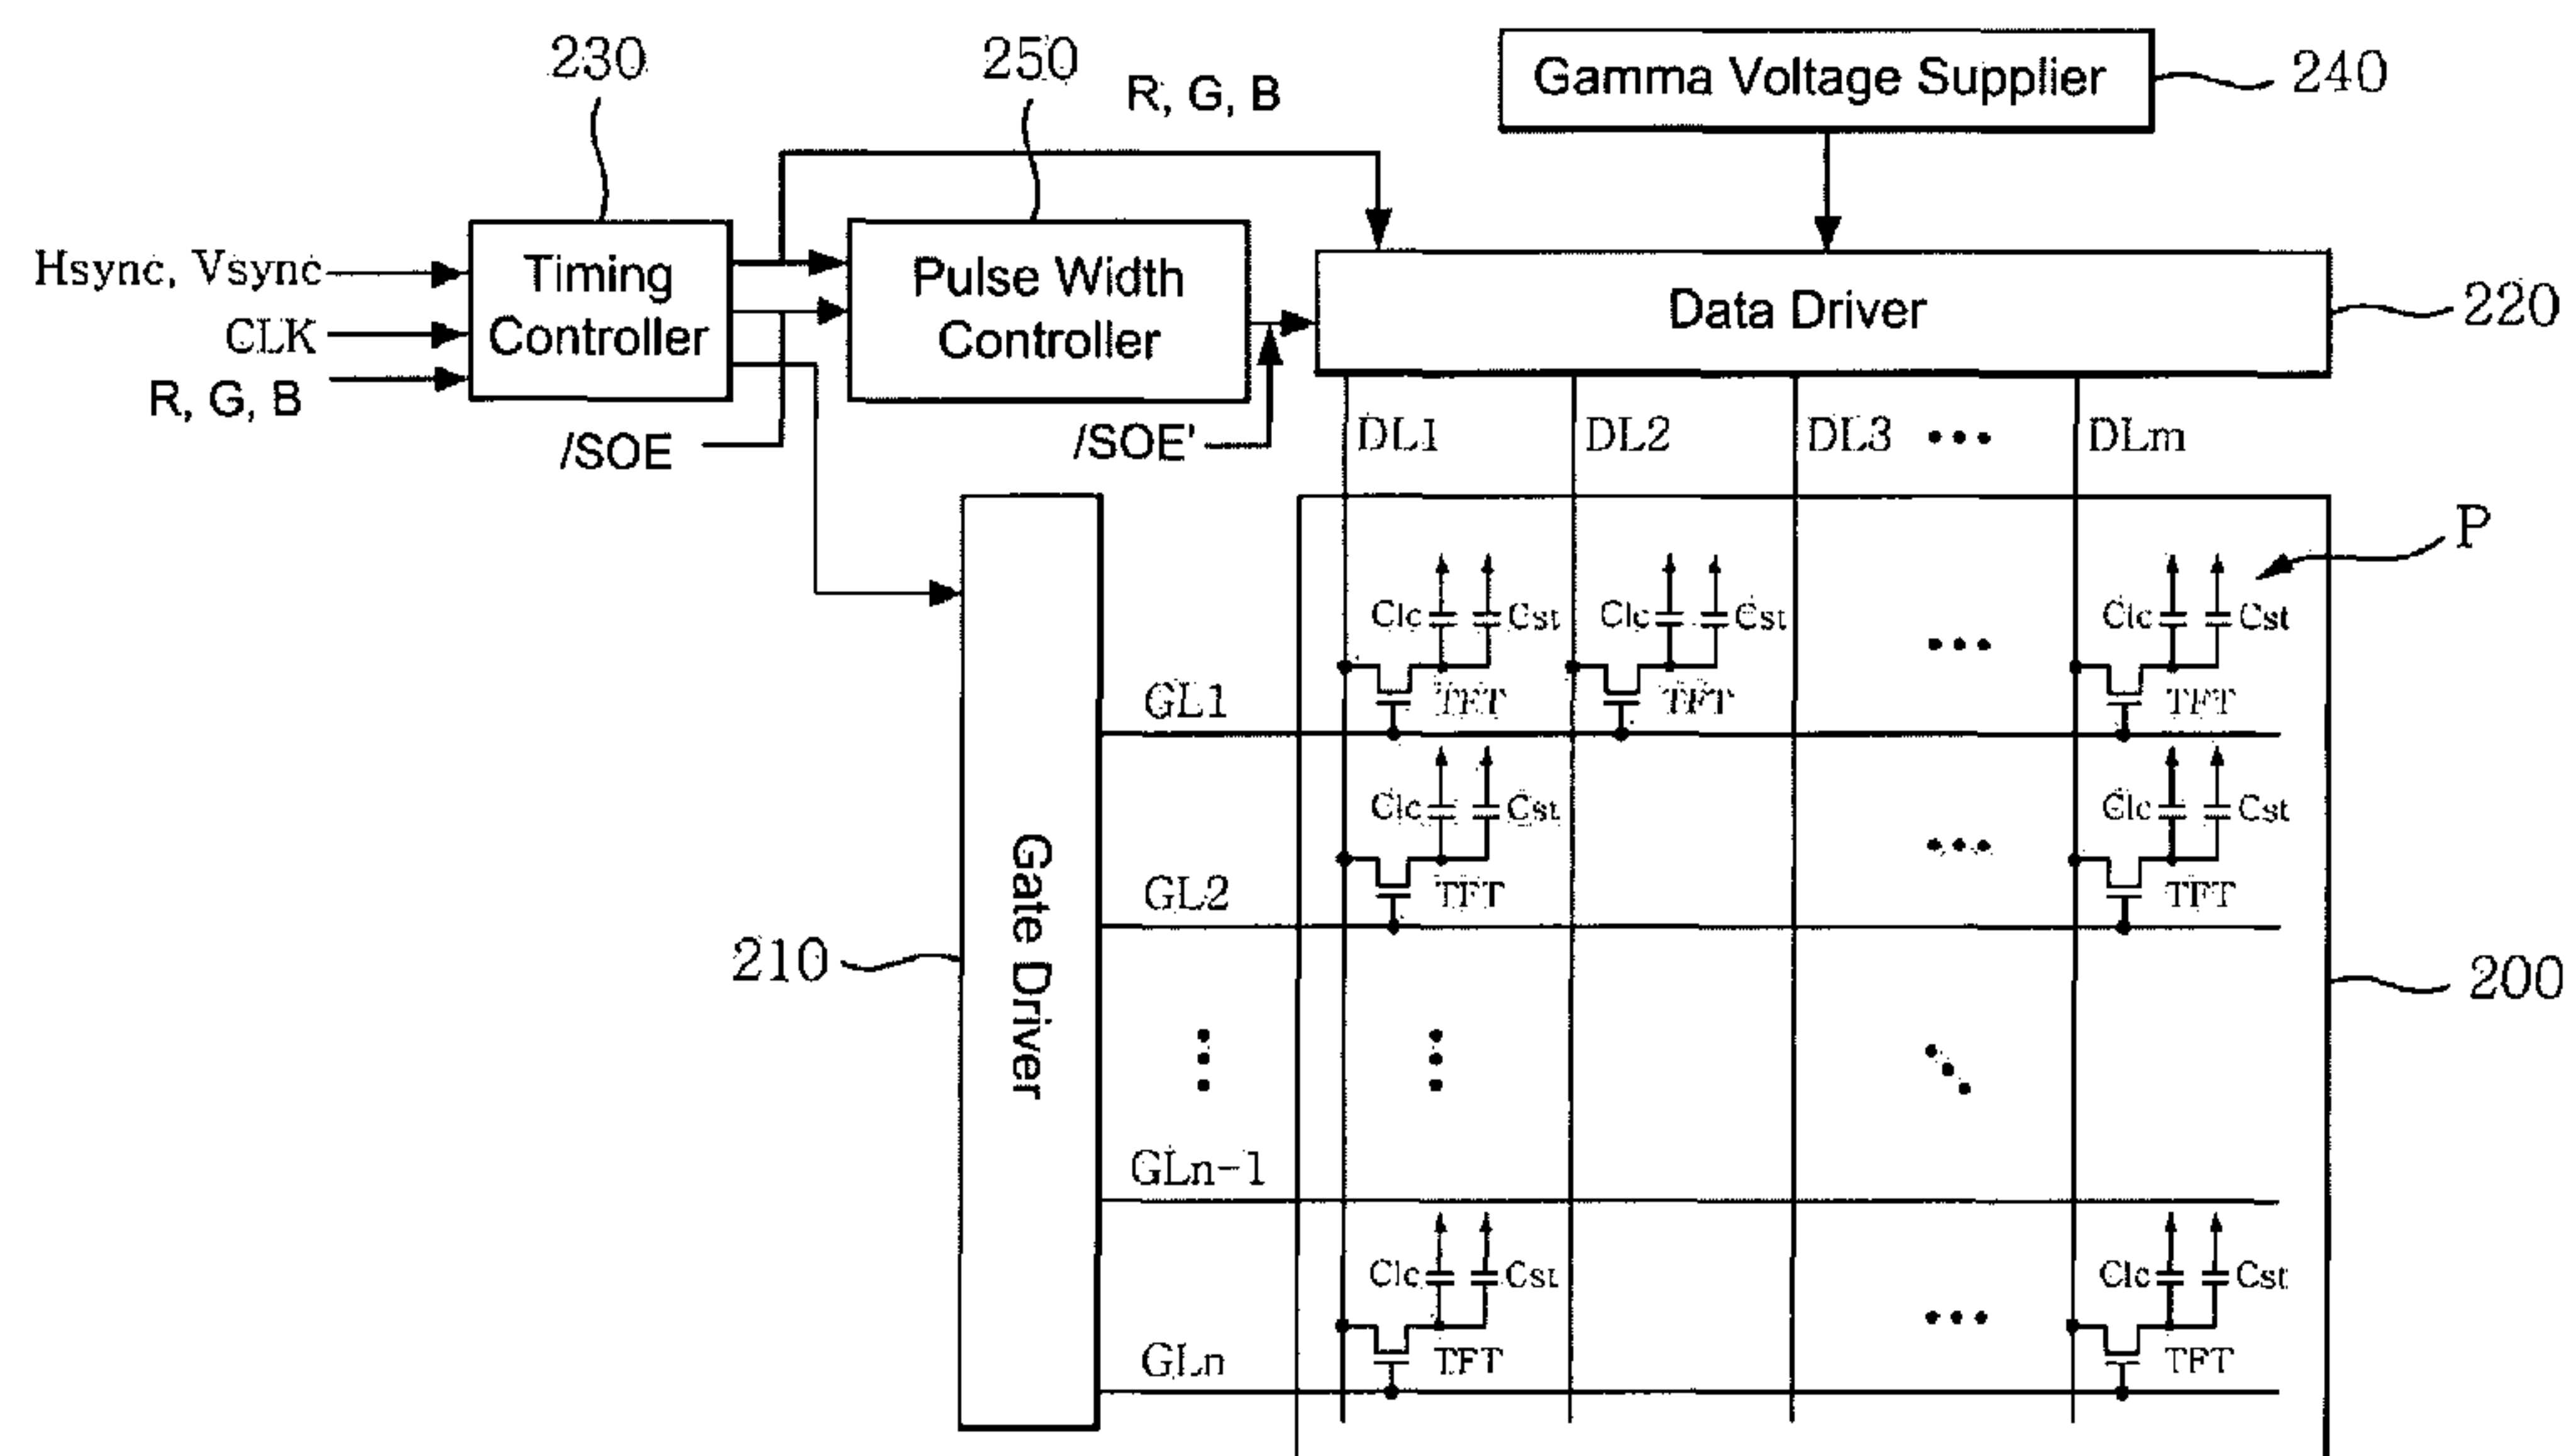 230
250
R, G, B
Gamma Voltage Supplier
240
Hsync, Vsync
CLK
R, G, B
Timing
Controller
Pulse Width
Controller
Data Driver
220
/SOE
/SOE'
DL1
DL2
DL3
DLm
P
Clc
Cst
Clc
Cst
Clc
Cst
GL1
TFT
TFT
TFT
Clc
Cst
Clc
Cst
GL2
TFT
TFT
210
Gate Driver
200
GLn-1
Clc
Cst
Clc
Cst
GLn
TFT
TFT